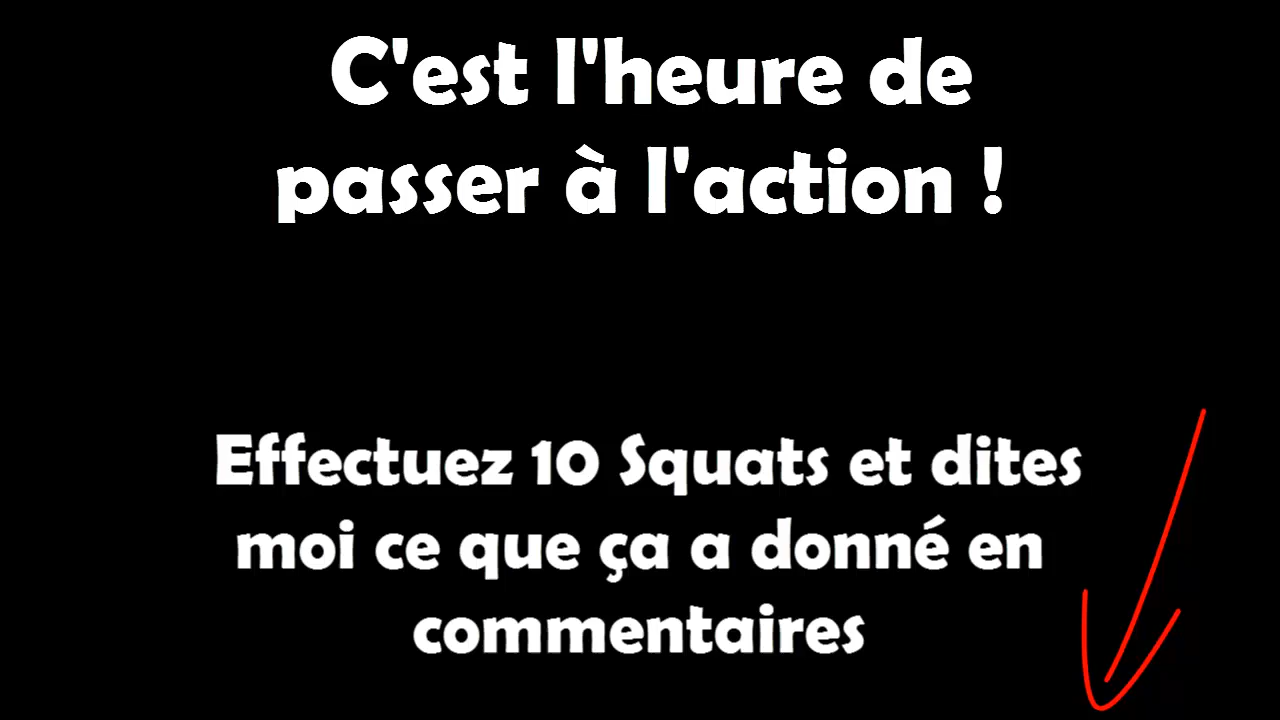 C'est l'heure de
passer à l'action !
Effectuez 10 Squats et dites
moi ce que ça a donné en
commentaires